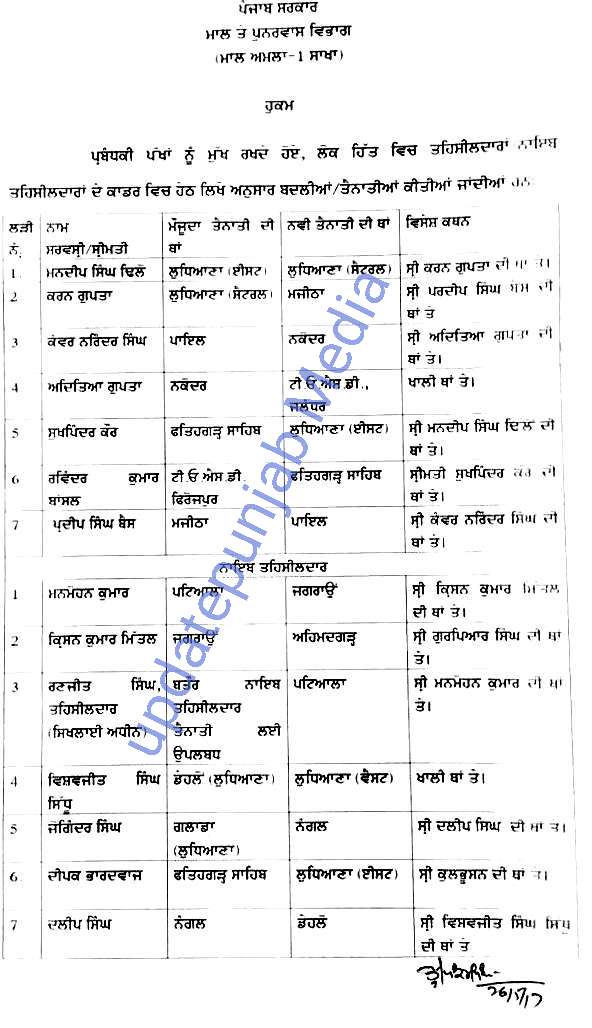 ਪੰਜਾਬ ਸਰਕਾਰ
ਮਾਲ ਤੇ ਪੁਨਰਵਾਸ ਵਿਭਾਗ
(ਮਾਲ ਅਮਲਾ-1 ਸਾਖਾ)
ਹੁਕਮ
ਪ੍ਰਬੰਧਕੀ ਪੱਖਾਂ ਨੂੰ ਮੁੱਖ ਰਖਦੇ ਹੋਏ, ਲੋਕ ਹਿੱਤ ਵਿਚ ਤਹਿਸੀਲਦਾਰਾਂ ਨਾਇਬ
ਤਹਿਸੀਲਦਾਰਾਂ ਦੇ ਕਾਡਰ ਵਿਚ ਹੇਠ ਲਿਖੇ ਅਨੁਸਾਰ ਬਦਲੀਆਂ/ਤੈਨਾਤੀਆਂ ਕੀਤੀਆਂ ਜਾਂਦੀਆਂ ਹਨ:
ਲੜੀ ਨਾਮ ਮੌਜੂਦਾ ਤੈਨਾਤੀ ਦੀ ਨਵੀ ਤੈਨਾਤੀ ਦੀ ਥਾਂ ਵਿਸੇਸ਼ ਕਥਨ
ਨੰ. ਸਰਵਸ੍ਰੀ/ਸ੍ਰੀਮਤੀ ਥਾਂ
1. ਮਨਦੀਪ ਸਿੰਘ ਢਿਲੋਂ ਲੁਧਿਆਣਾ (ਈਸਟ) ਲੁਧਿਆਣਾ (ਸੈਟਰਲ) ਸ੍ਰੀ ਕਰਨ ਗੁਪਤਾ ਦੀ ਥਾਂ ਤੇ।
2 ਕਰਨ ਗੁਪਤਾ ਲੁਧਿਆਣਾ (ਸੈਟਰਲ) ਮਜੀਠਾ ਸ੍ਰੀ ਪਰਦੀਪ ਸਿੰਘ ਬੈਸ ਦੀ
ਥਾਂ ਤੇ
3 ਕੰਵਰ ਨਰਿੰਦਰ ਸਿੰਘ ਪਾਇਲ ਨਕੋਦਰ ਸ੍ਰੀ ਅਦਿਤਿਆ ਗੁਪਤਾ ਦੀ
ਥਾਂ ਤੇ।
4 ਅਦਿਤਿਆ ਗੁਪਤਾ ਨਕੋਦਰ ਟੀ.ਓ.ਐਸ.ਡੀ., ਖਾਲੀ ਥਾਂ ਤੇ।
ਜਲੰਧਰ
5 ਸੁਖਪਿੰਦਰ ਕੌਰ ਫਤਿਹਗੜ੍ਹ ਸਾਹਿਬ ਲੁਧਿਆਣਾ (ਈਸਟ) ਸ੍ਰੀ ਮਨਦੀਪ ਸਿੰਘ ਢਿਲੋਂ ਦੀ
ਥਾਂ ਤੇ।
6 ਰਵਿੰਦਰ ਕੁਮਾਰ ਟੀ.ਓ.ਐਸ.ਡੀ. ਫਤਿਹਗੜ੍ਹ ਸਾਹਿਬ ਸ੍ਰੀਮਤੀ ਸੁਖਪਿੰਦਰ ਕੌਰ ਦੀ
ਬਾਂਸਲ ਫਿਰੋਜਪੁਰ ਥਾਂ ਤੇ।
7 ਪ੍ਰਦੀਪ ਸਿੰਘ ਬੈਸ ਮਜੀਠਾ ਪਾਇਲ ਸ੍ਰੀ ਕੰਵਰ ਨਰਿੰਦਰ ਸਿੰਘ ਦੀ
ਥਾਂ ਤੇ।
ਨਾਇਬ ਤਹਿਸੀਲਦਾਰ
1 ਮਨਮੋਹਨ ਕੁਮਾਰ ਪਟਿਆਲਾ ਜਗਰਾਉਂ ਸ੍ਰੀ ਕ੍ਰਿਸਨ ਕੁਮਾਰ ਮਿੱਤਲ
ਦੀ ਥਾਂ ਤੇ।
2 ਕ੍ਰਿਸਨ ਕੁਮਾਰ ਮਿੱਤਲ ਜਗਰਾਉਂ ਅਹਿਮਦਗੜ੍ਹ ਸ੍ਰੀ ਗੁਰਪਿਆਰ ਸਿੰਘ ਦੀ ਥਾਂ
ਤੇ।
3 ਰਣਜੀਤ ਸਿੰਘ, ਬਤੌਰ ਨਾਇਬ ਪਟਿਆਲਾ ਸ੍ਰੀ ਮਨਮੋਹਨ ਕੁਮਾਰ ਦੀ ਥਾਂ
ਤਹਿਸੀਲਦਾਰ ਤਹਿਸੀਲਦਾਰ ਤੇ।
(ਸਿਖਲਾਈ ਅਧੀਨ) ਤੈਨਾਤੀ ਲਈ
ਉਪਲਬਧ
4 ਵਿਸ਼ਵਜੀਤ ਸਿੰਘ ਡੇਹਲੋਂ (ਲੁਧਿਆਣਾ) ਲੁਧਿਆਣਾ (ਵੈਸਟ) ਖਾਲੀ ਥਾਂ ਤੇ।
ਸਿੱਧੂ
5 ਜੋਗਿੰਦਰ ਸਿੰਘ ਗਲਾਡਾ ਨੰਗਲ ਸ੍ਰੀ ਦਲੀਪ ਸਿੰਘ ਦੀ ਥਾਂ ਤੇ।
(ਲੁਧਿਆਣਾ)
6. ਦੀਪਕ ਭਾਰਦਵਾਜ ਫਤਿਹਗੜ੍ਹ ਸਾਹਿਬ ਲੁਧਿਆਣਾ (ਈਸਟ) ਸ੍ਰੀ ਕੁਲਭੂਸਨ ਦੀ ਥਾਂ ਤੇ।
7 ਦਲੀਪ ਸਿੰਘ ਨੰਗਲ ਡੇਹਲੋਂ ਸ੍ਰੀ ਵਿਸਵਜੀਤ ਸਿੰਘ ਸਿੱਧੂ
ਦੀ ਥਾਂ ਤੇ
updatepunjab Media